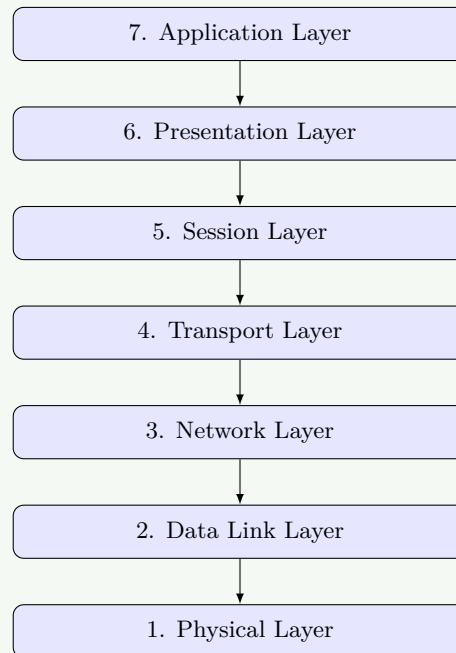 7. Application Layer
6. Presentation Layer
5. Session Layer
4. Transport Layer
3. Network Layer
2. Data Link Layer
1. Physical Layer